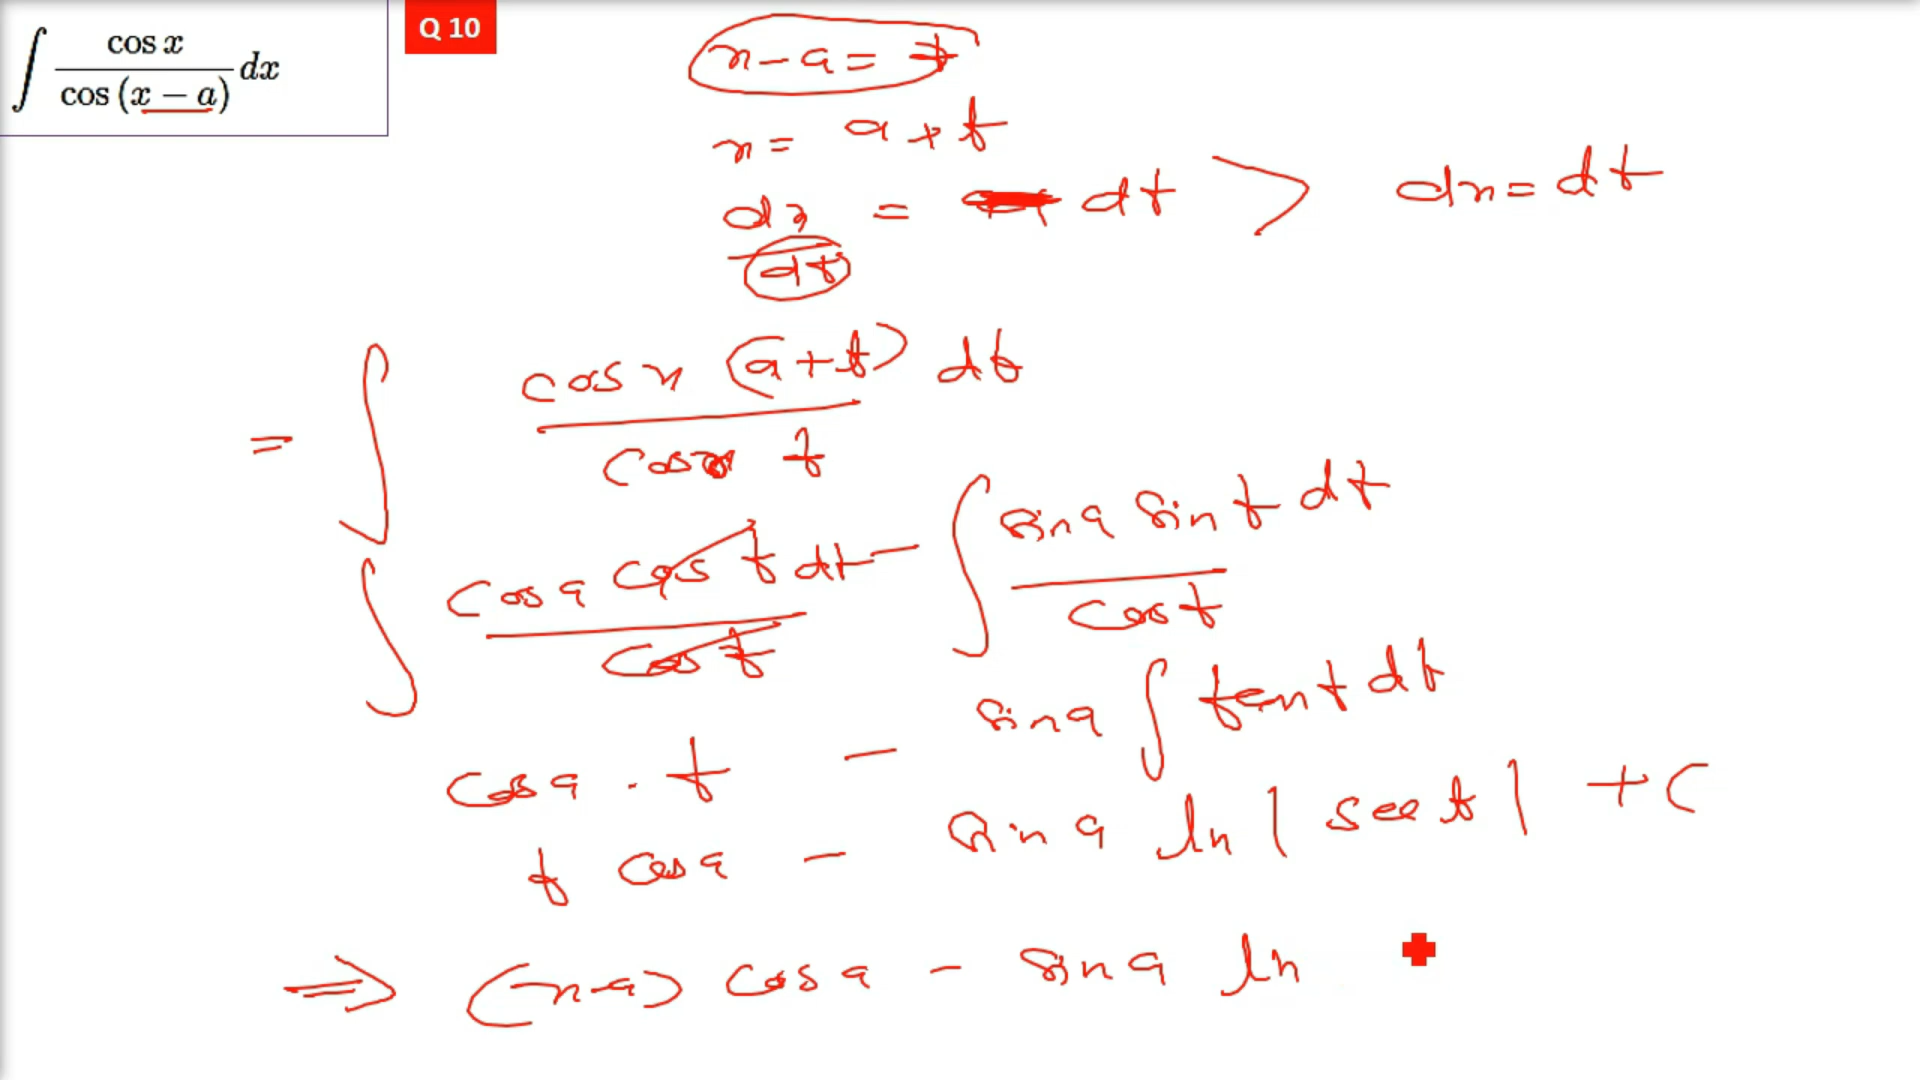 ∫ cos x / cos (x − a) dx
Q 10
x - a = t
x = a + t
dx / dt = dt > dx = dt
= ∫ cos x (a+t) dt / cos t
∫ cos a cos t dt / cos t - ∫ sin a sin t dt / cos t
cos a . t - sin a ∫ tan t dt
t cos a - sin a ln | sec t | + C
⇒ (x-a) cos a - sin a ln